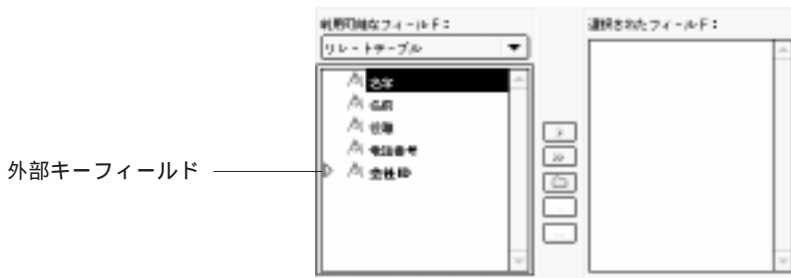 利用可能なフィールド：
選択されたフィールド：
リレートテーブル
名字
名前
役職
電話番号
会社ID
外部キーフィールド